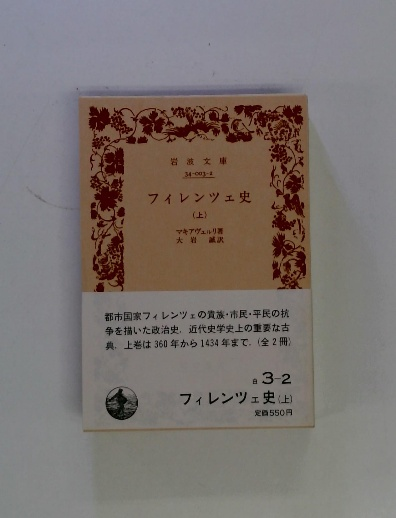 岩波文庫
34-003-2
フィレンツェ史
(上)
マキアヴェルリ著
大岩誠訳
都市国家フィレンツェの貴族・市民・平民の抗
争を描いた政治史. 近代史学史上の重要な古
典. 上巻は360年から1434年まで. (全2冊)
白 3-2
フィレンツェ史(上)
定価550円